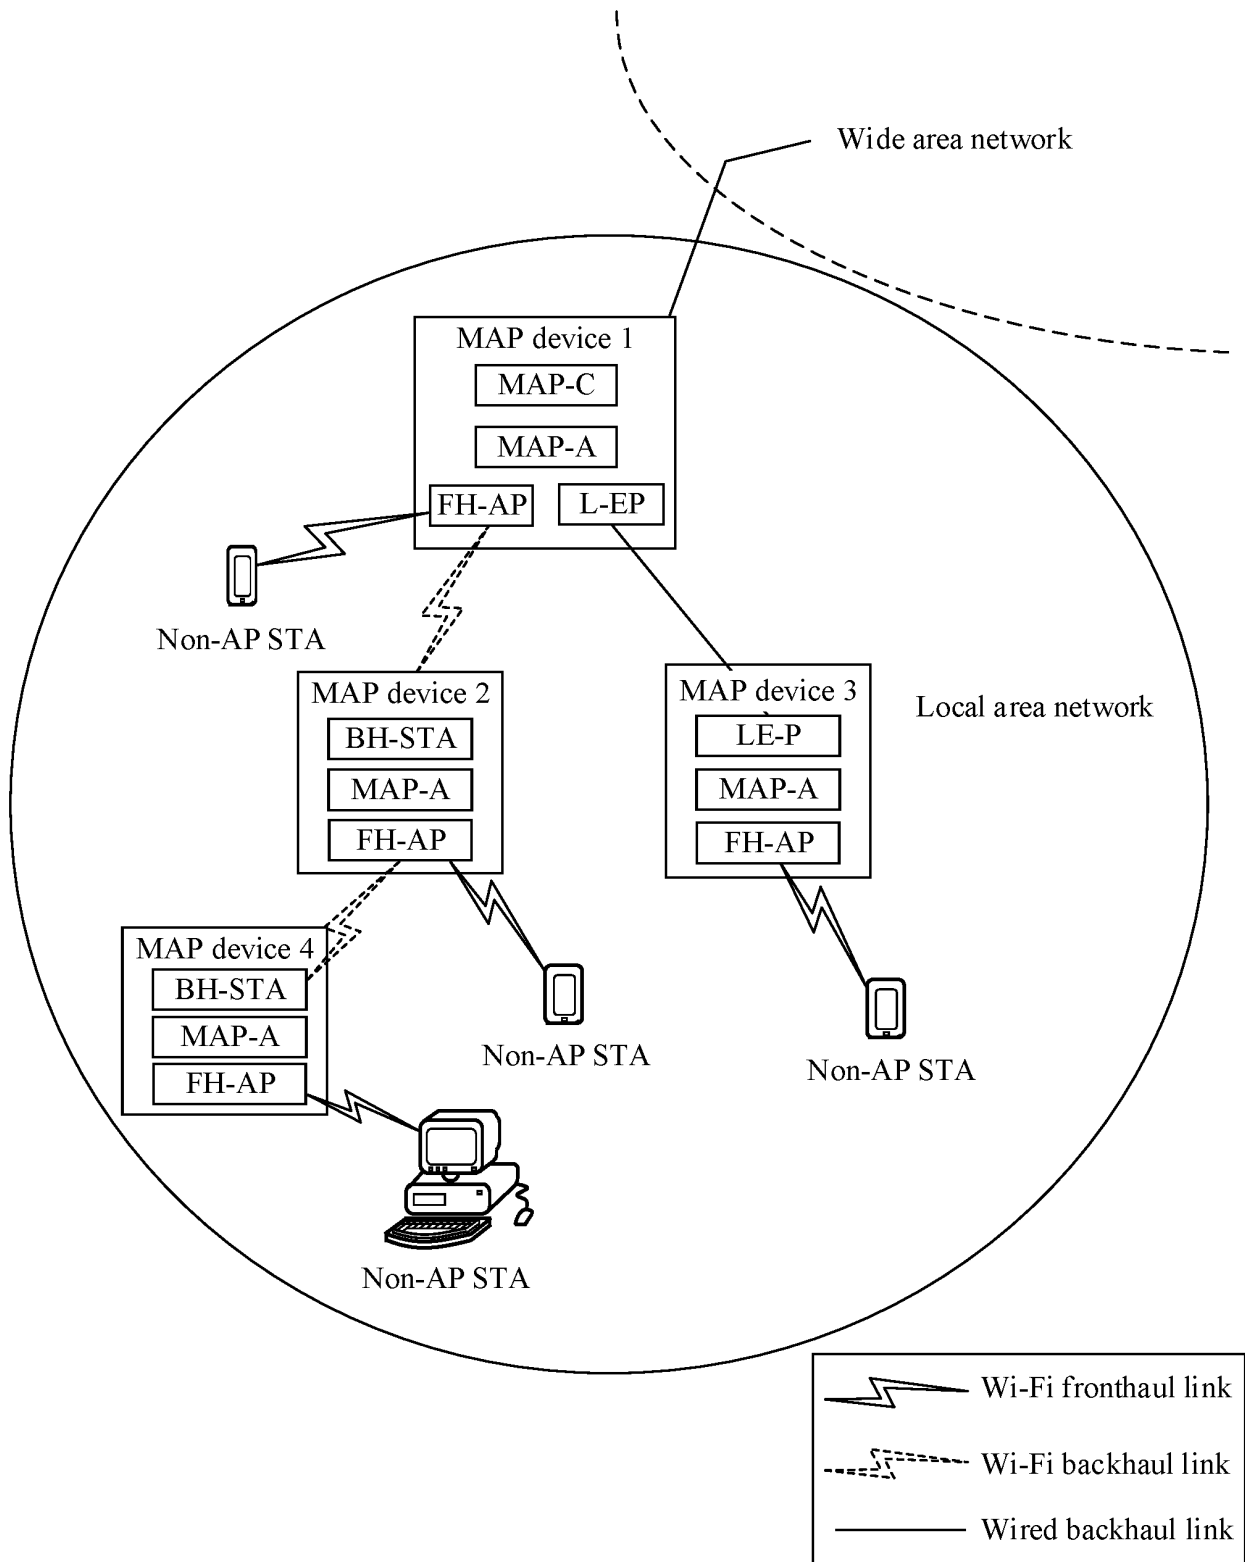 Wide area network
MAP device 1
MAP-C
MAP-A
FH-AP
L-EP
Non-AP STA
MAP device 2
BH-STA
MAP-A
FH-AP
MAP device 3
LE-P
MAP-A
FH-AP
Local area network
MAP device 4
BH-STA
MAP-A
FH-AP
Non-AP STA
Non-AP STA
Non-AP STA
Wi-Fi fronthaul link
Wi-Fi backhaul link
Wired backhaul link